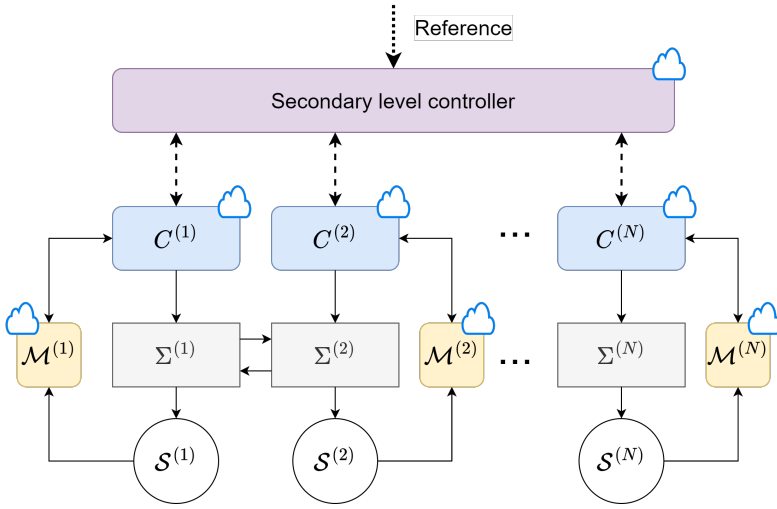 Reference
Secondary level controller
C^(1) C^(2) ... C^(N)
M^(1) Σ^(1) Σ^(2) M^(2) ... Σ^(N) M^(N)
S^(1) S^(2) S^(N)